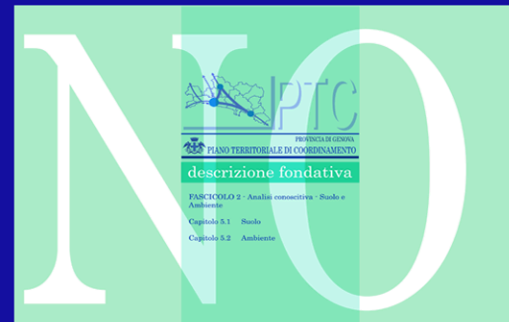 NO
PTC
PROVINCIA DI GENOVA
PIANO TERRITORIALE DI COORDINAMENTO
descrizione fondativa
FASCICOLO 2 - Analisi conoscitiva - Suolo e
Ambiente
Capitolo 5.1 Suolo
Capitolo 5.2 Ambiente